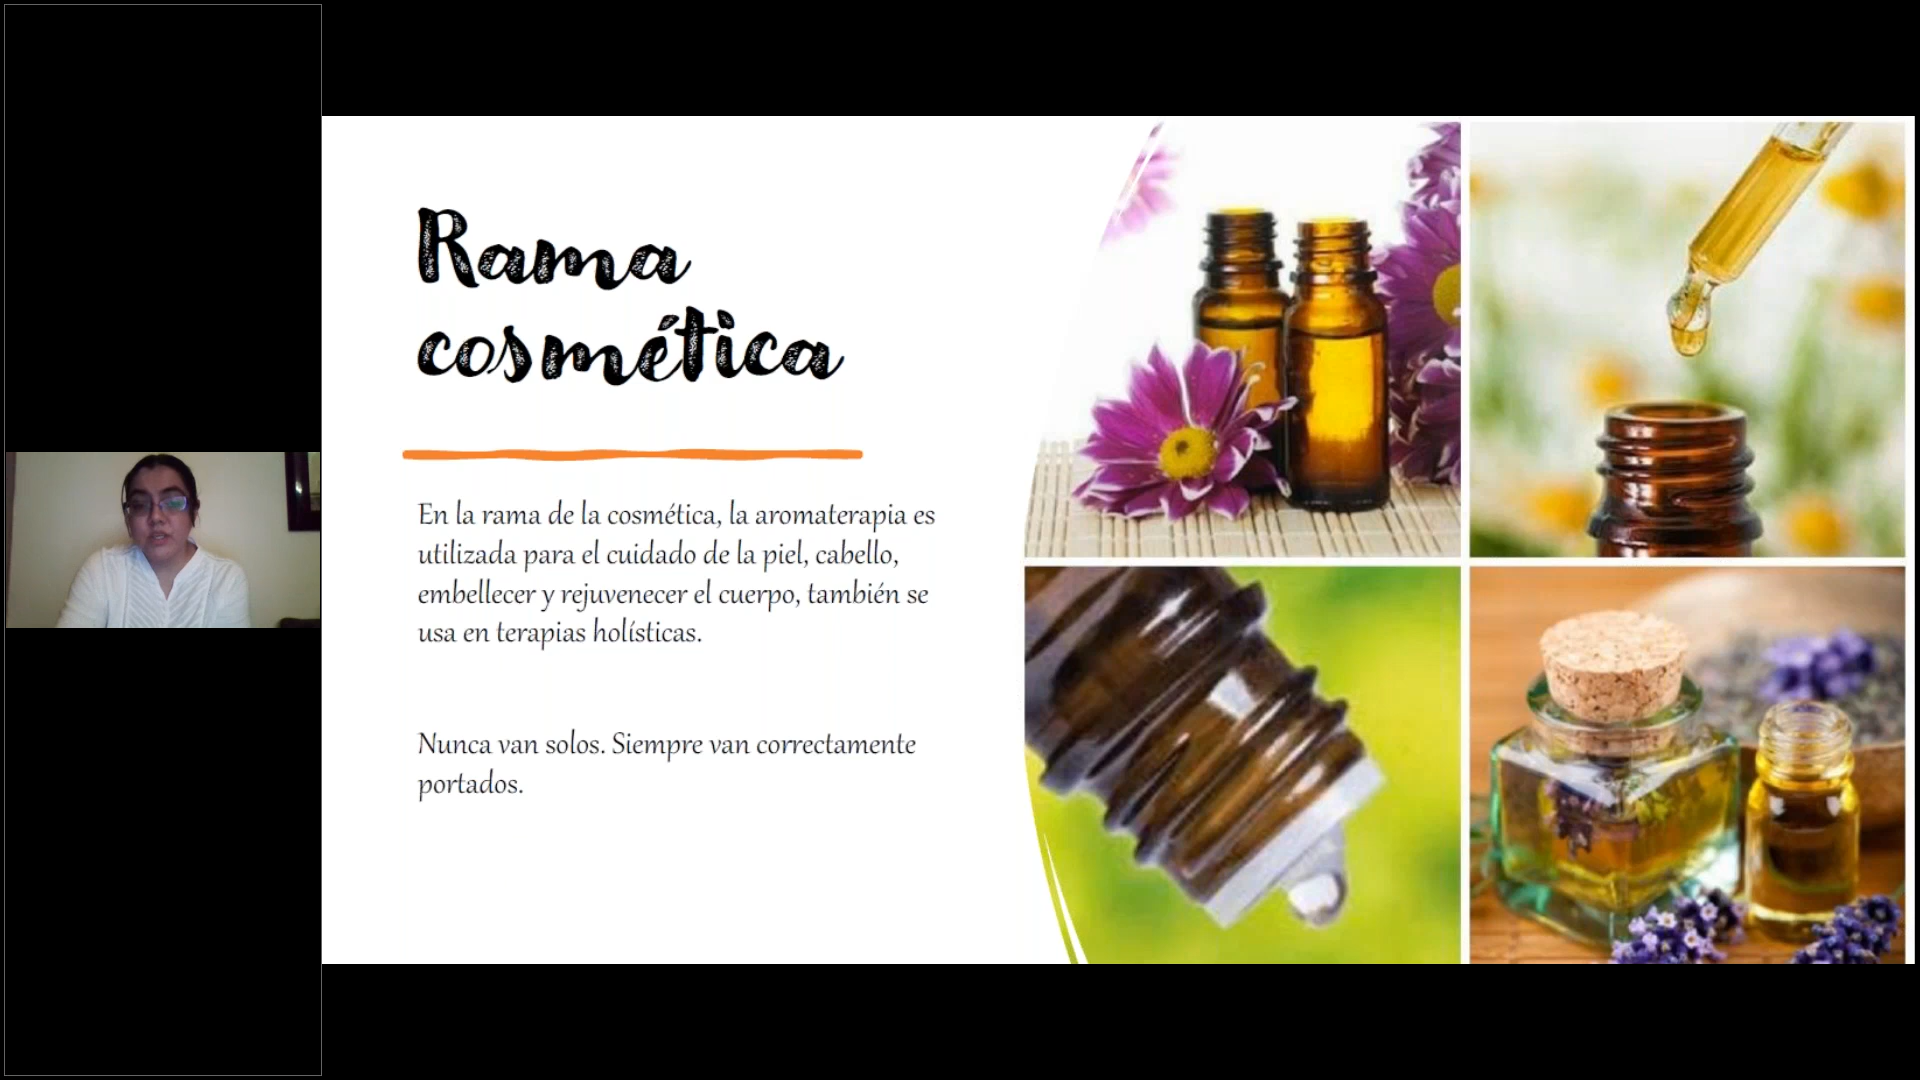 Rama
cosmética
En la rama de la cosmética, la aromaterapia es
utilizada para el cuidado de la piel, cabello,
embellecer y rejuvenecer el cuerpo, también se
usa en terapias holísticas.
Nunca van solos. Siempre van correctamente
portados.